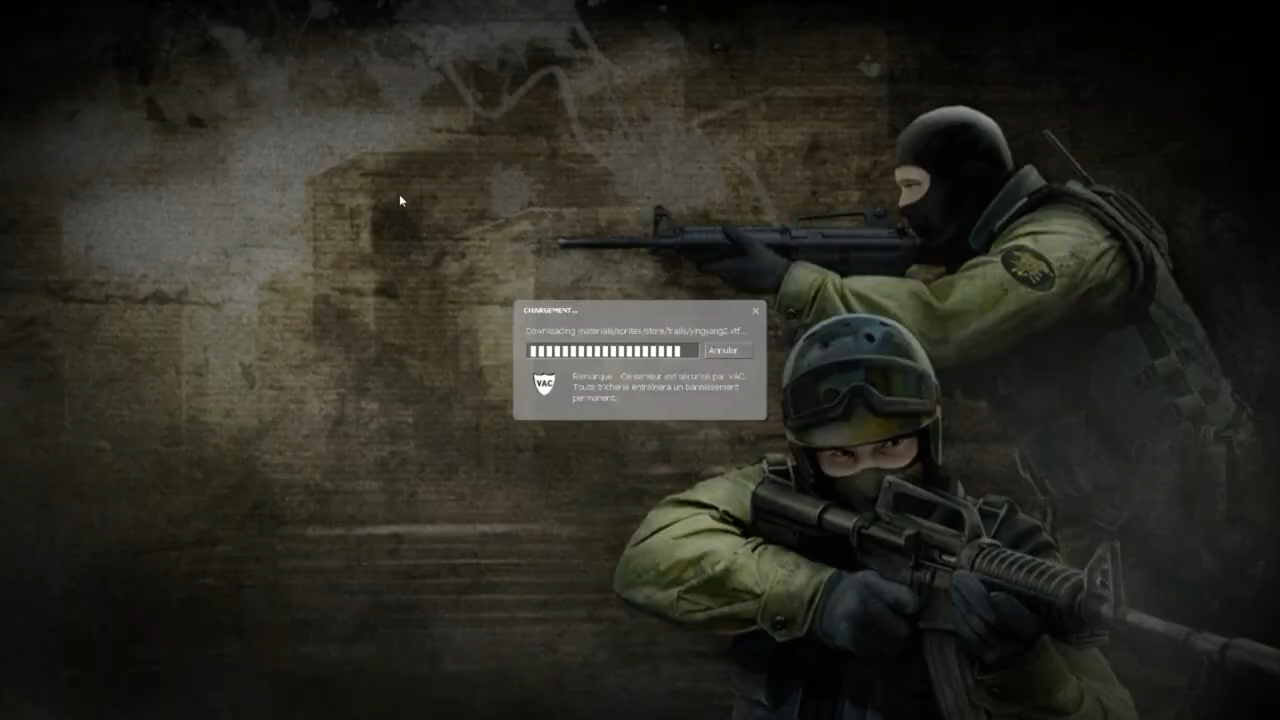 CHARGEMENT...
Downloading materials/sprites/store/trails/yingyang2.vtf...
Annuler
VAC
Remarque : Ce serveur est sécurisé par VAC.
Toute tricherie entraînera un bannissement
permanent.